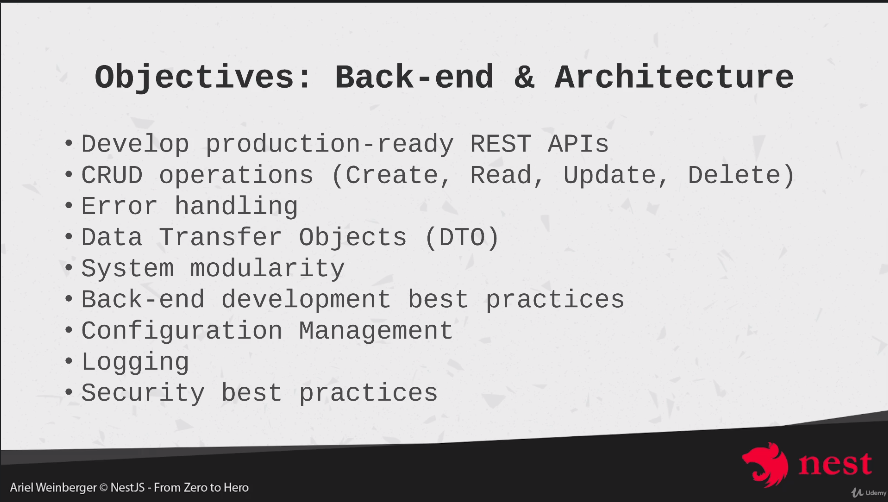 Objectives: Back-end & Architecture
• Develop production-ready REST APIs
• CRUD operations (Create, Read, Update, Delete)
• Error handling
• Data Transfer Objects (DTO)
• System modularity
• Back-end development best practices
• Configuration Management
• Logging
• Security best practices
nest
Ariel Weinberger © NestJS - From Zero to Hero
Udemy